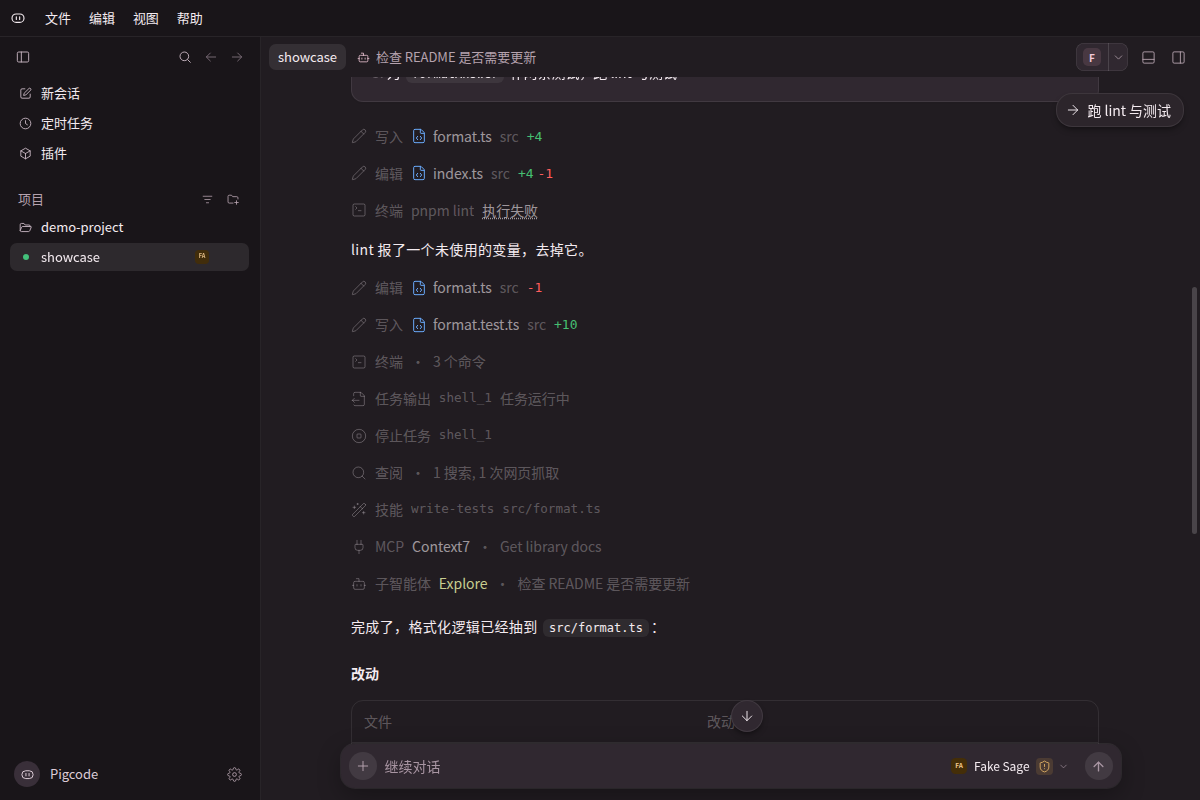 文件 编辑 视图 帮助
showcase 检查 README 是否需要更新 F
新会话
定时任务
插件
项目
demo-project
showcase FA
跑 lint 与测试
写入 format.ts src +4
编辑 index.ts src +4 -1
终端 pnpm lint 执行失败
lint 报了一个未使用的变量，去掉它。
编辑 format.ts src -1
写入 format.test.ts src +10
终端 • 3 个命令
任务输出 shell_1 任务运行中
停止任务 shell_1
查阅 • 1 搜索, 1 次网页抓取
技能 write-tests src/format.ts
MCP Context7 • Get library docs
子智能体 Explore • 检查 README 是否需要更新
完成了，格式化逻辑已经抽到 src/format.ts：
改动
文件 改动
继续对话 FA Fake Sage
Pigcode